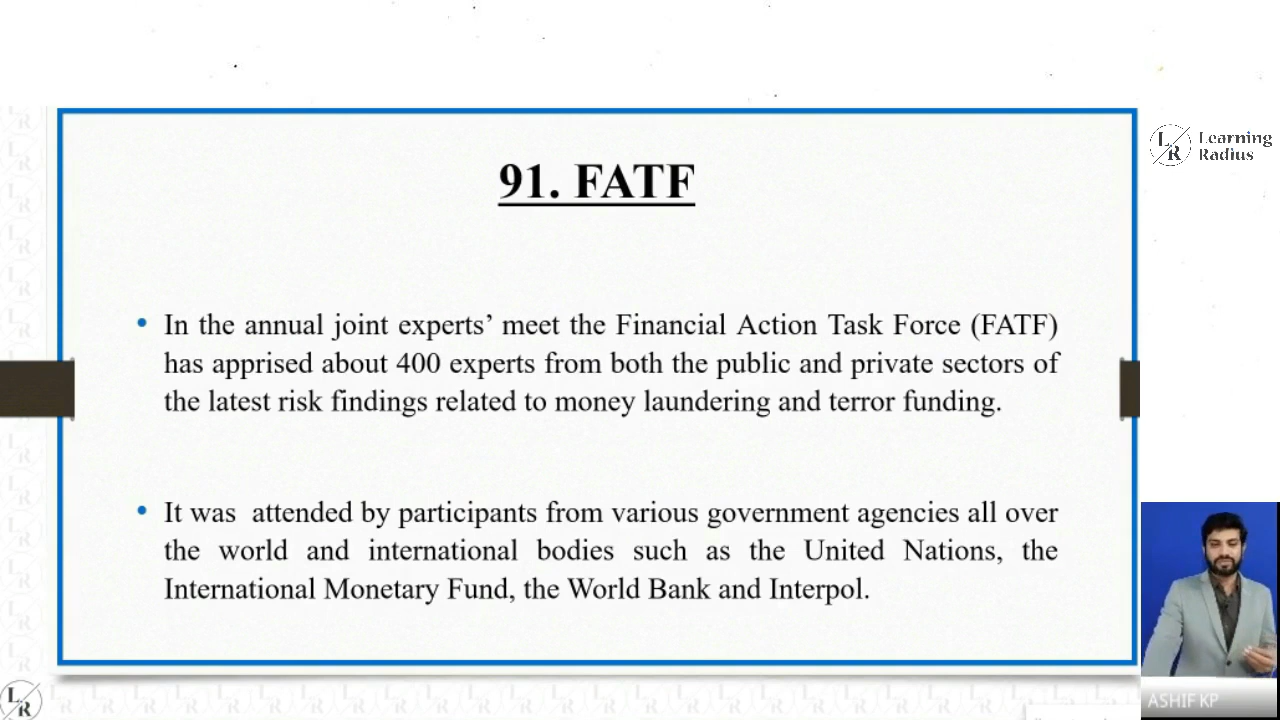 91. FATF
• In the annual joint experts’ meet the Financial Action Task Force (FATF)
has apprised about 400 experts from both the public and private sectors of
the latest risk findings related to money laundering and terror funding.
• It was  attended by participants from various government agencies all over
the world and international bodies such as the United Nations, the
International Monetary Fund, the World Bank and Interpol.
L/R Learning
Radius
ASHIF KP
L/R